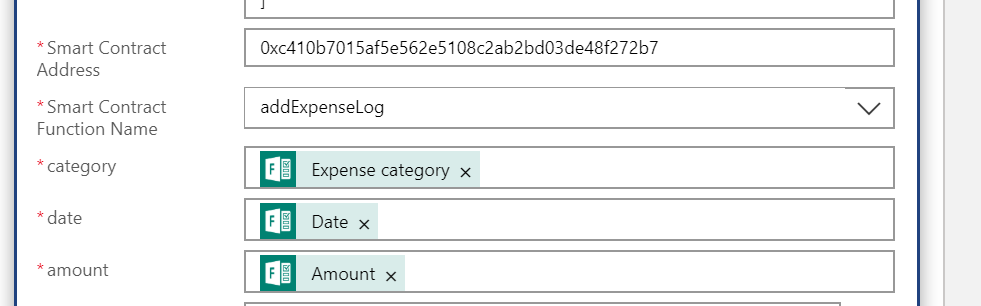 ]
* Smart Contract
Address
0xc410b7015af5e562e5108c2ab2bd03de48f272b7
* Smart Contract
Function Name
addExpenseLog
* category
F
Expense category ×
* date
F
Date ×
* amount
F
Amount ×